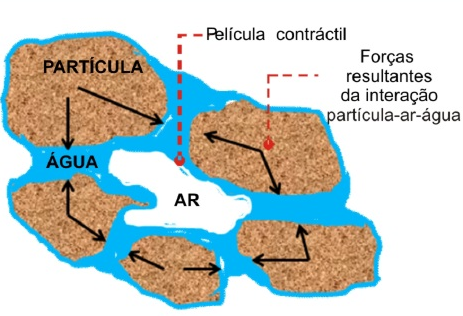 Película contráctil
PARTÍCULA
Forças
resultantes
da interação
partícula-ar-água
ÁGUA
AR